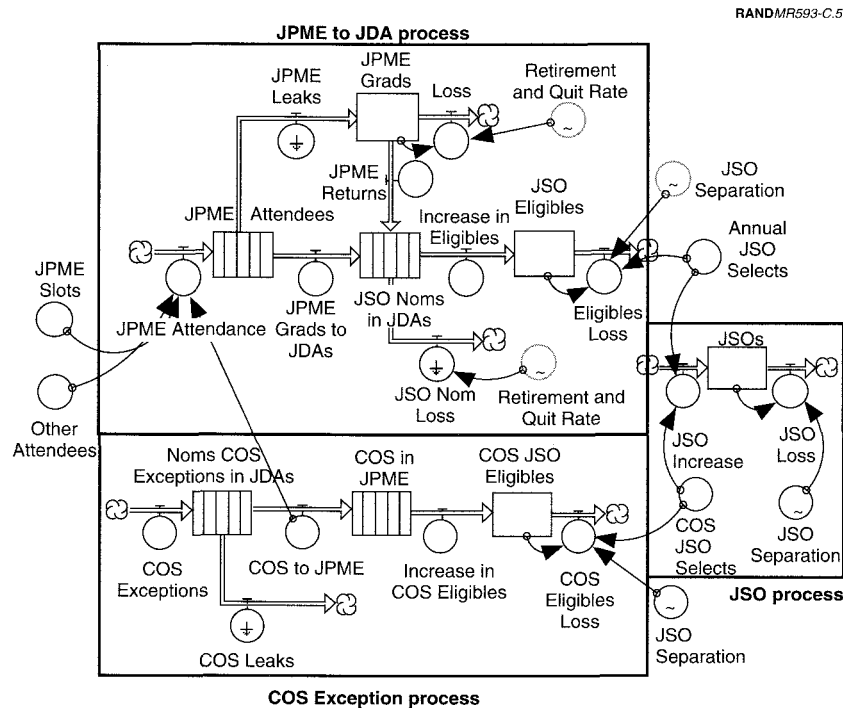 RANDMR593-C.5
JPME to JDA process
JPME
Grads
JPME
Leaks
Loss
Retirement
and Quit Rate
JPME
Returns
JSO
Separation
JSO
Eligibles
JPME Attendees
Increase in
Eligibles
Annual
JSO
Selects
JPME
Slots
JPME Attendance
JPME
Grads to
JDAs
JSO Noms
in JDAs
Eligibles
Loss
JSOs
JSO Nom
Loss
Retirement and
Quit Rate
Other
Attendees
JSO
Increase
JSO
Loss
Noms COS
Exceptions in JDAs
COS in
JPME
COS JSO
Eligibles
COS
JSO
Selects
JSO
Separation
COS
Exceptions
COS to JPME
Increase in
COS Eligibles
COS
Eligibles
Loss
JSO process
JSO
Separation
COS Leaks
COS Exception process
~
~
~
~
~